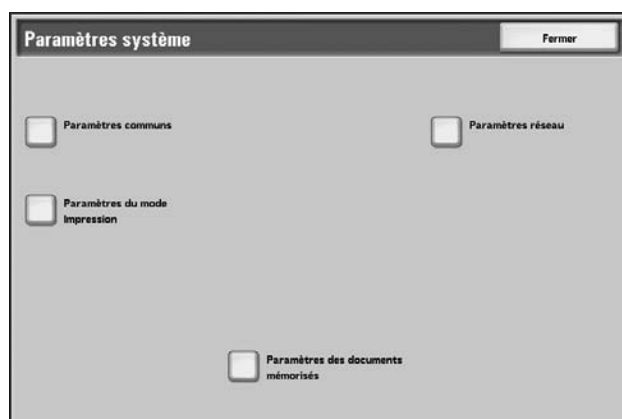 Paramètres système
Fermer
Paramètres communs
Paramètres réseau
Paramètres du mode
Impression
Paramètres des documents
mémorisés